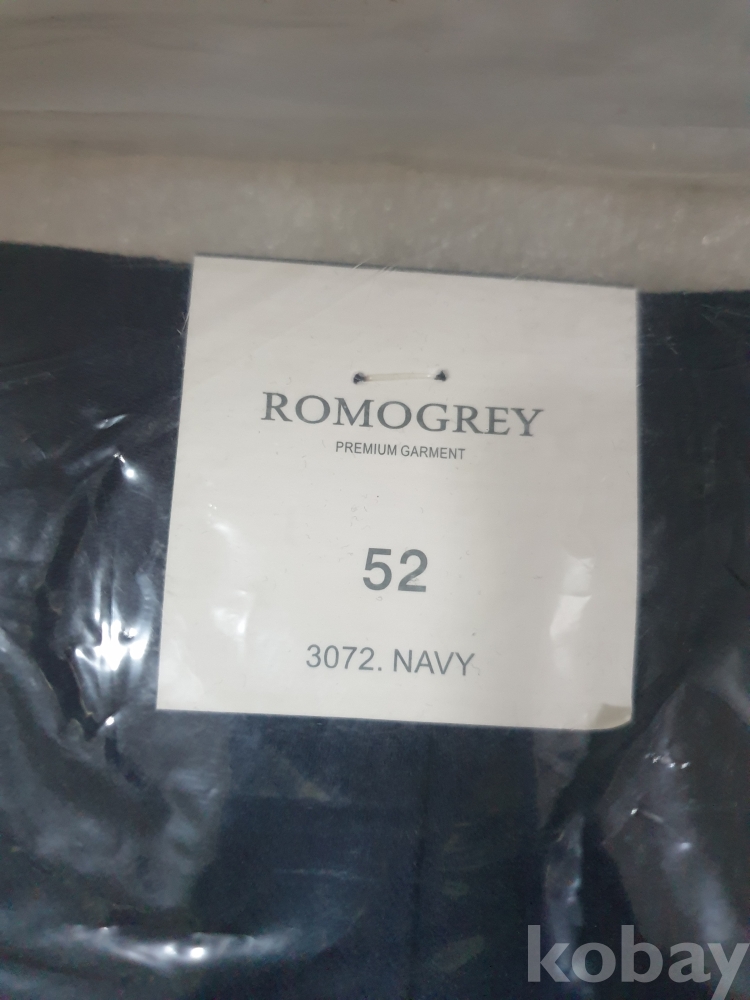 ROMOGREY
PREMIUM GARMENT
52
3072. NAVY
kobay